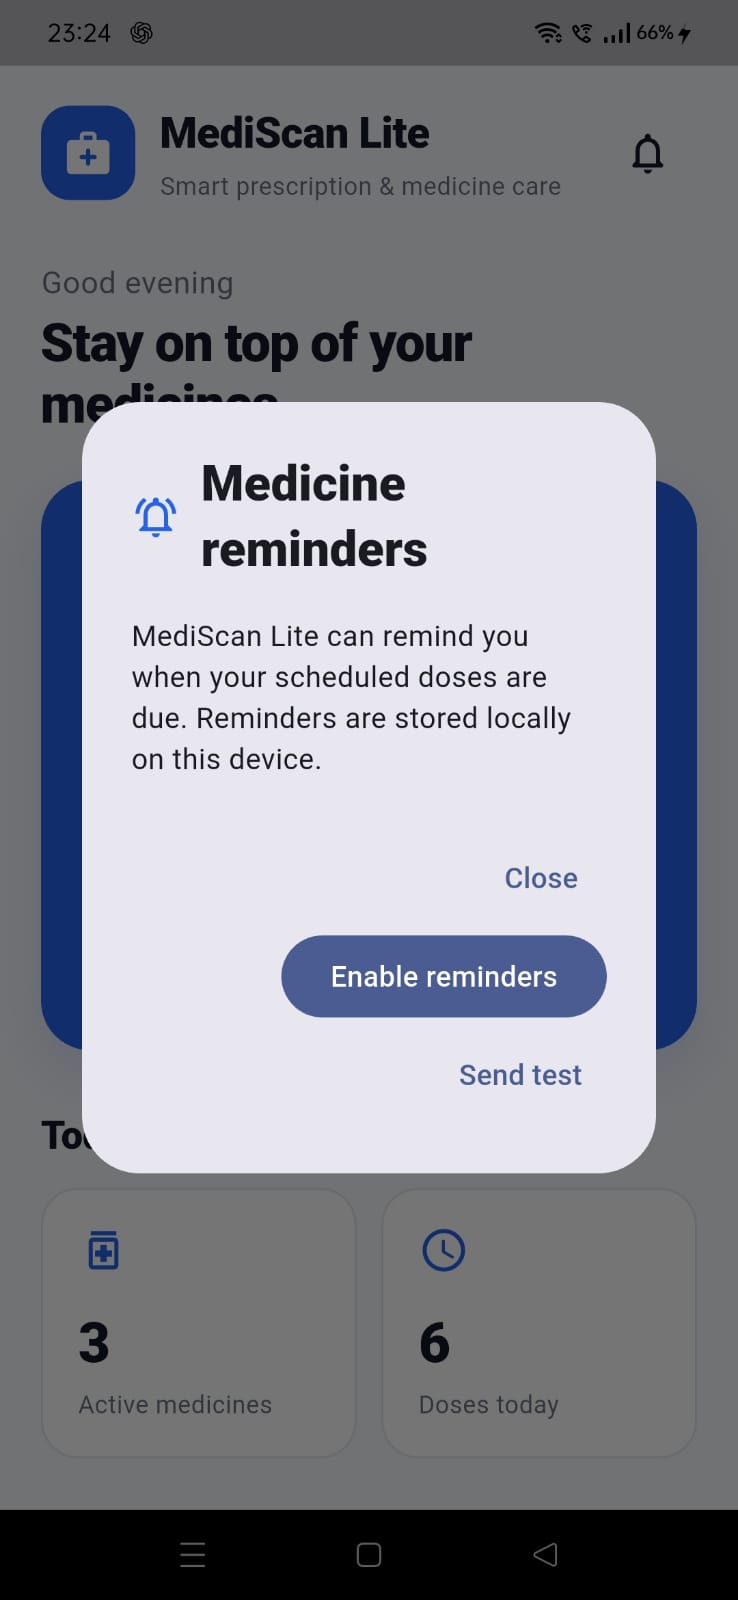 23:24
66%
MediScan Lite
Smart prescription & medicine care
Good evening
Stay on top of your
medicines
Medicine
reminders
MediScan Lite can remind you
when your scheduled doses are
due. Reminders are stored locally
on this device.
Close
Enable reminders
Send test
3
Active medicines
6
Doses today